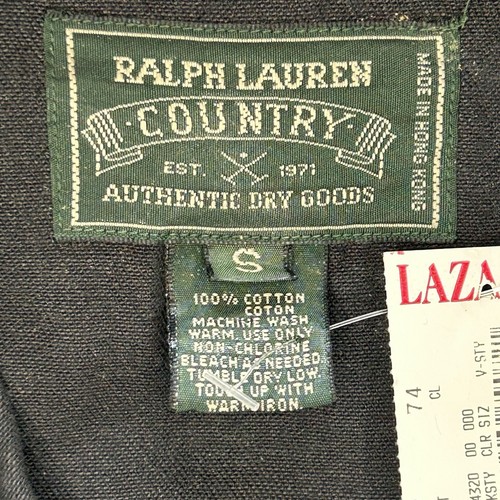 RALPH LAUREN
COUNTRY
EST. 1971
AUTHENTIC DRY GOODS
MADE IN HONG KONG
S
100% COTTON
COTON
MACHINE WASH
WARM. USE ONLY
NON-CHLORINE
BLEACH AS NEEDED.
TUMBLE DRY LOW.
TOUCH UP WITH
WARM IRON.
LAZA
74
CL
4320 00 000
STY CLR SIZ
V-STY